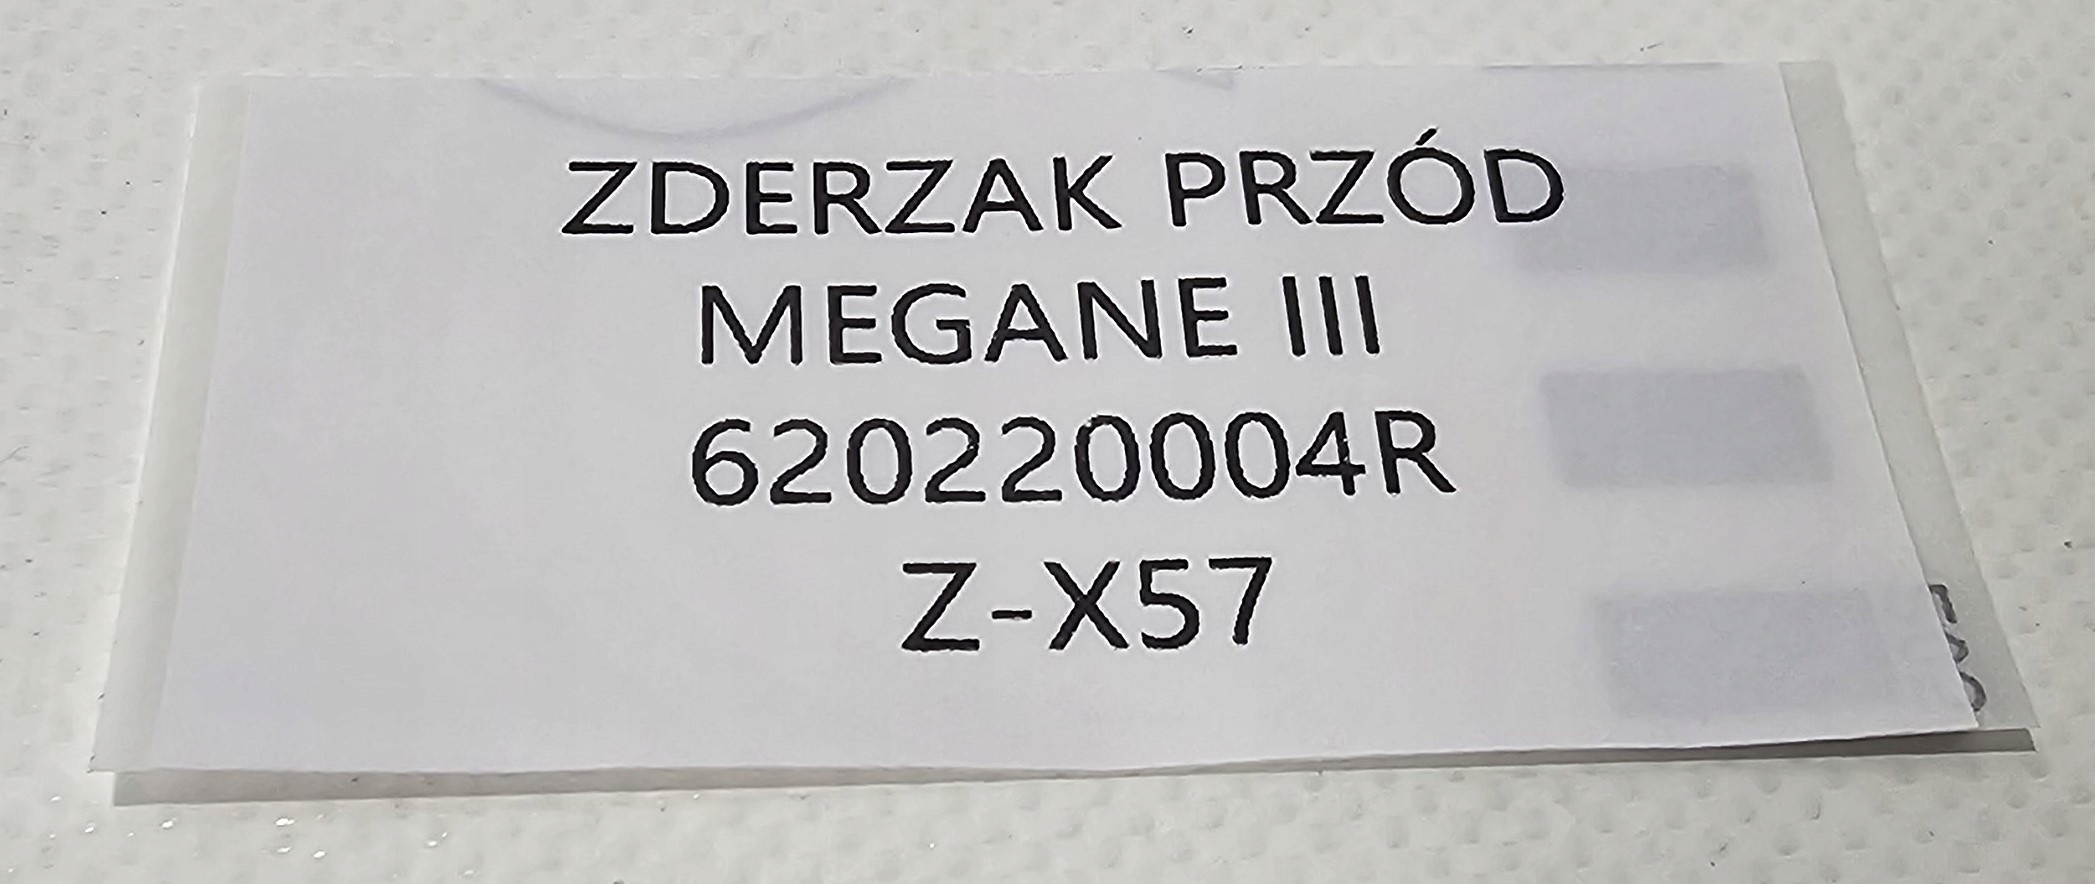 ZDERZAK PRZÓD
MEGANE III
620220004R
Z-X57